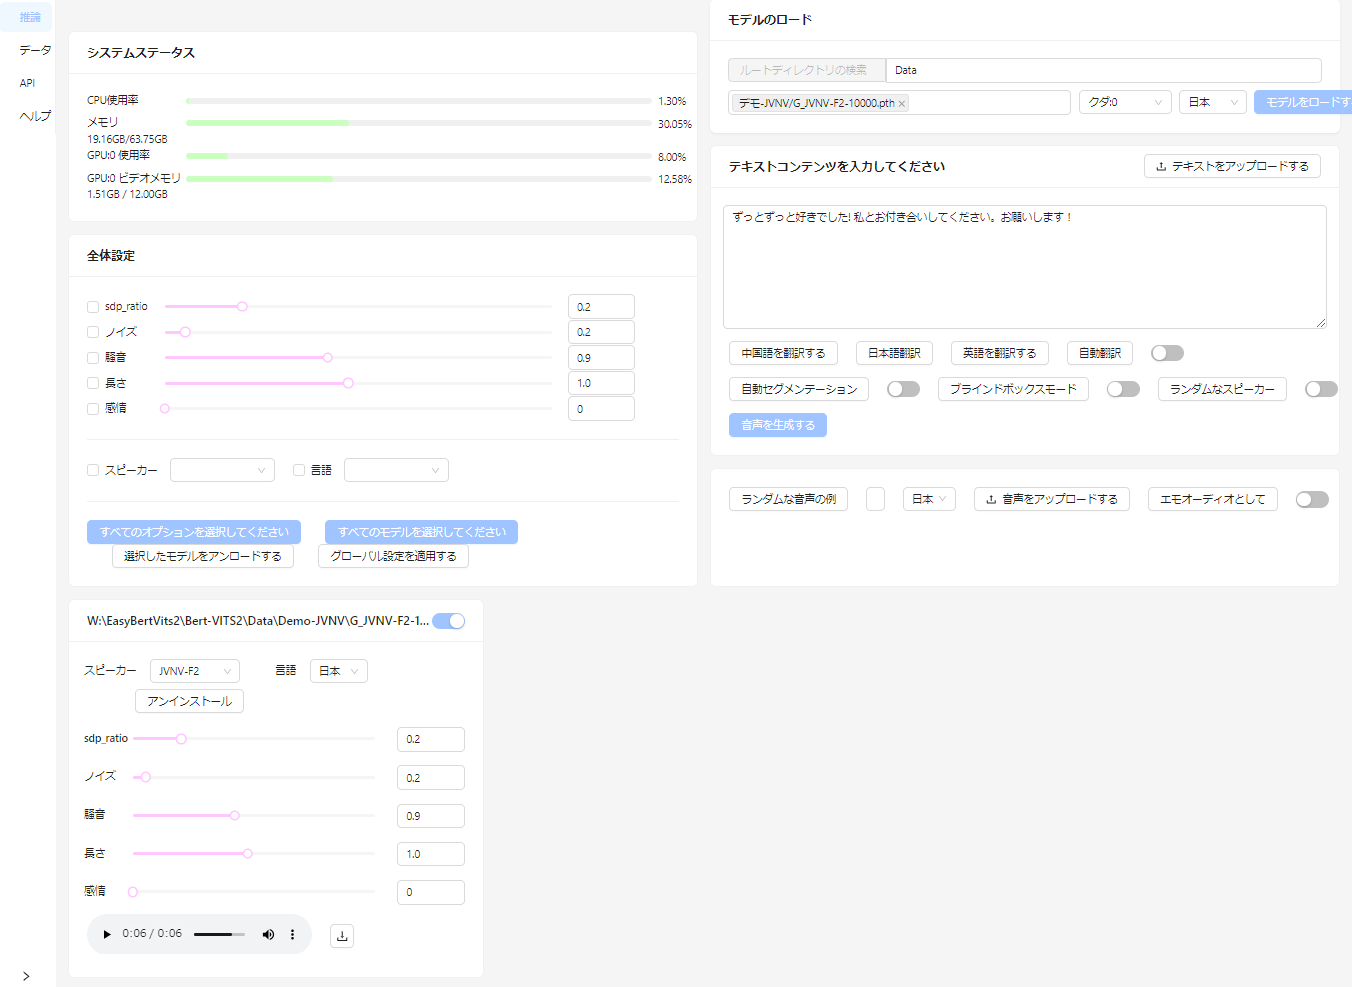 推論
データ
API
ヘルプ
システムステータス
CPU使用率 1.30%
メモリ 30.05%
19.16GB/63.75GB
GPU:0 使用率 8.00%
GPU:0 ビデオメモリ 12.58%
1.51GB / 12.00GB
全体設定
sdp_ratio 0.2
ノイズ 0.2
騒音 0.9
長さ 1.0
感情 0
スピーカー 言語
すべてのオプションを選択してください すべてのモデルを選択してください
選択したモデルをアンロードする グローバル設定を適用する
W:\EasyBertVits2\Bert-VITS2\Data\Demo-JVNV\G_JVNV-F2-1...
スピーカー JVNV-F2 言語 日本
アンインストール
sdp_ratio 0.2
ノイズ 0.2
騒音 0.9
長さ 1.0
感情 0
0:06 / 0:06
モデルのロード
ルートディレクトリの検索 Data
デモ-JVNV/G_JVNV-F2-10000.pth × クダ:0 日本 モデルをロードす
テキストコンテンツを入力してください テキストをアップロードする
ずっとずっと好きでした! 私とお付き合いしてください。お願いします！
中国語を翻訳する 日本語翻訳 英語を翻訳する 自動翻訳
自動セグメンテーション ブラインドボックスモード ランダムなスピーカー
音声を生成する
ランダムな音声の例 日本 音声をアップロードする エモオーディオとして